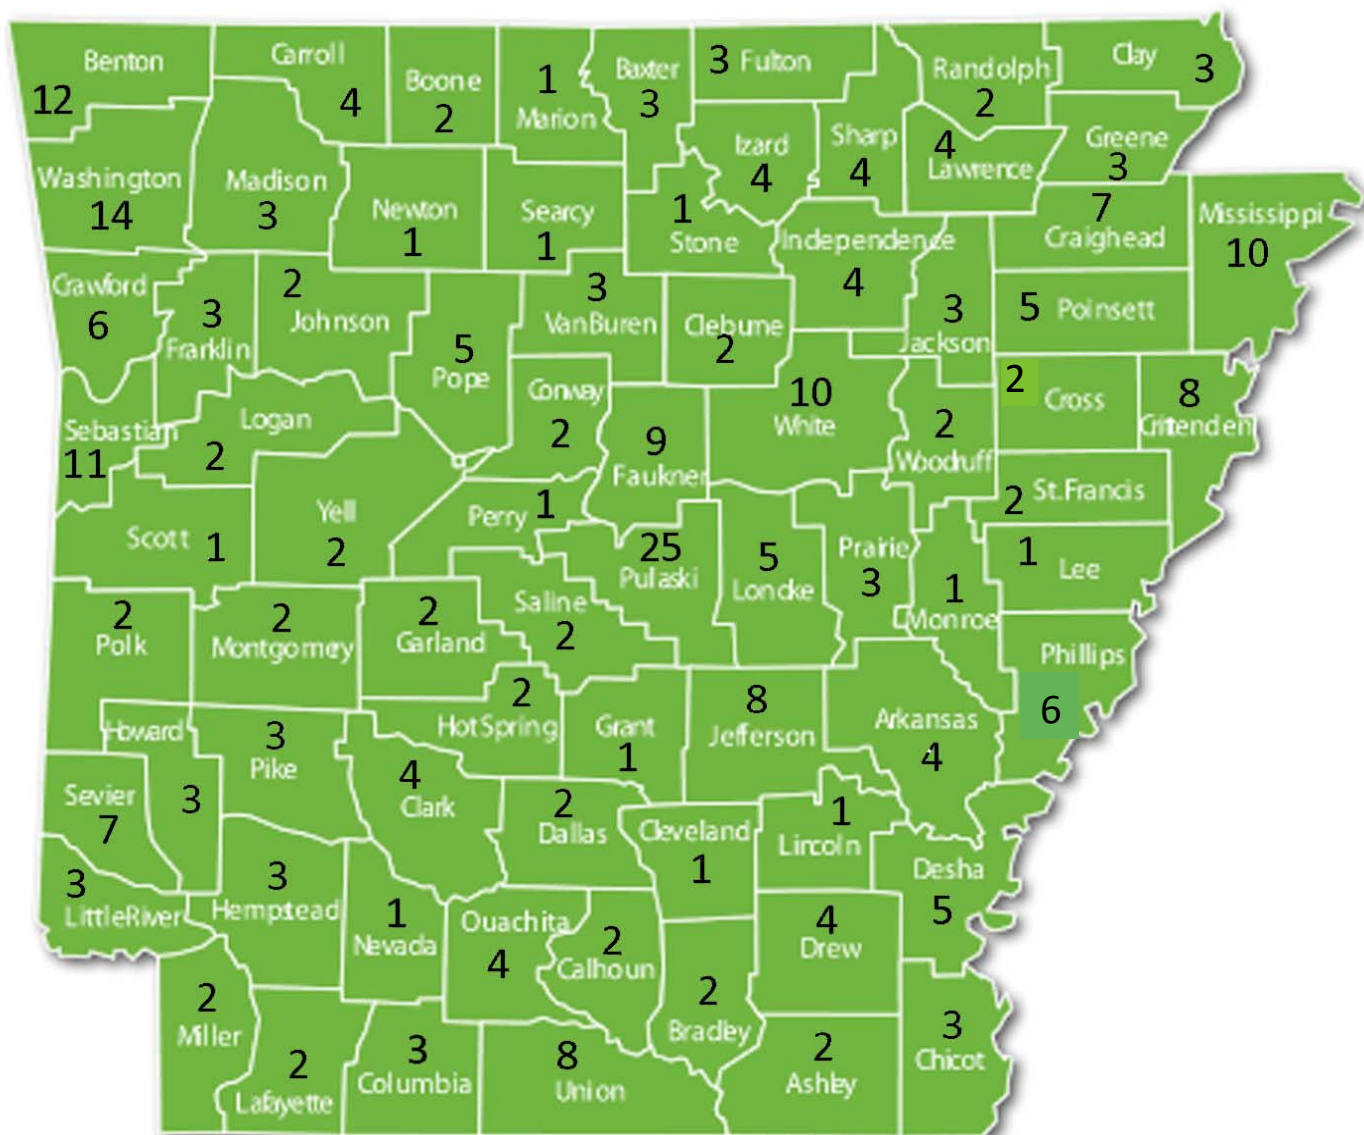 Benton
12
Carroll
4
Boone
2
1
Marion
Baxter
3
3 Fulton
Randolph
2
Clay
3
Washington
14
Madison
3
Newton
1
Searcy
1
1
Stone
Izard
4
Sharp
4
4
Lawrence
Greene
3
Independence
4
7
Craighead
Mississippi
10
Crawford
6
3
Franklin
2
Johnson
5
Pope
3
VanBuren
Cleburne
2
3
Jackson
5 Poinsett
Sebastian
11
Logan
2
Conway
2
9
Faulkner
10
White
2
Woodruff
2
Cross
8
Crittenden
Scott 1
Yell
2
Perry 1
25
Pulaski
5
Lonoke
Prairie
3
1
Monroe
2 St.Francis
1
Lee
Phillips
6
2
Polk
2
Montgomery
2
Garland
Saline
2
2
HotSpring
Grant
1
8
Jefferson
Arkansas
4
Howard
3
Sevier
7
3
Pike
4
Clark
2
Dallas
Cleveland
1
1
Lincoln
Desha
5
3
LittleRiver
3
Hempstead
1
Nevada
Ouachita
4
2
Calhoun
2
Bradley
4
Drew
2
Miller
2
Lafayette
3
Columbia
8
Union
2
Ashley
3
Chicot